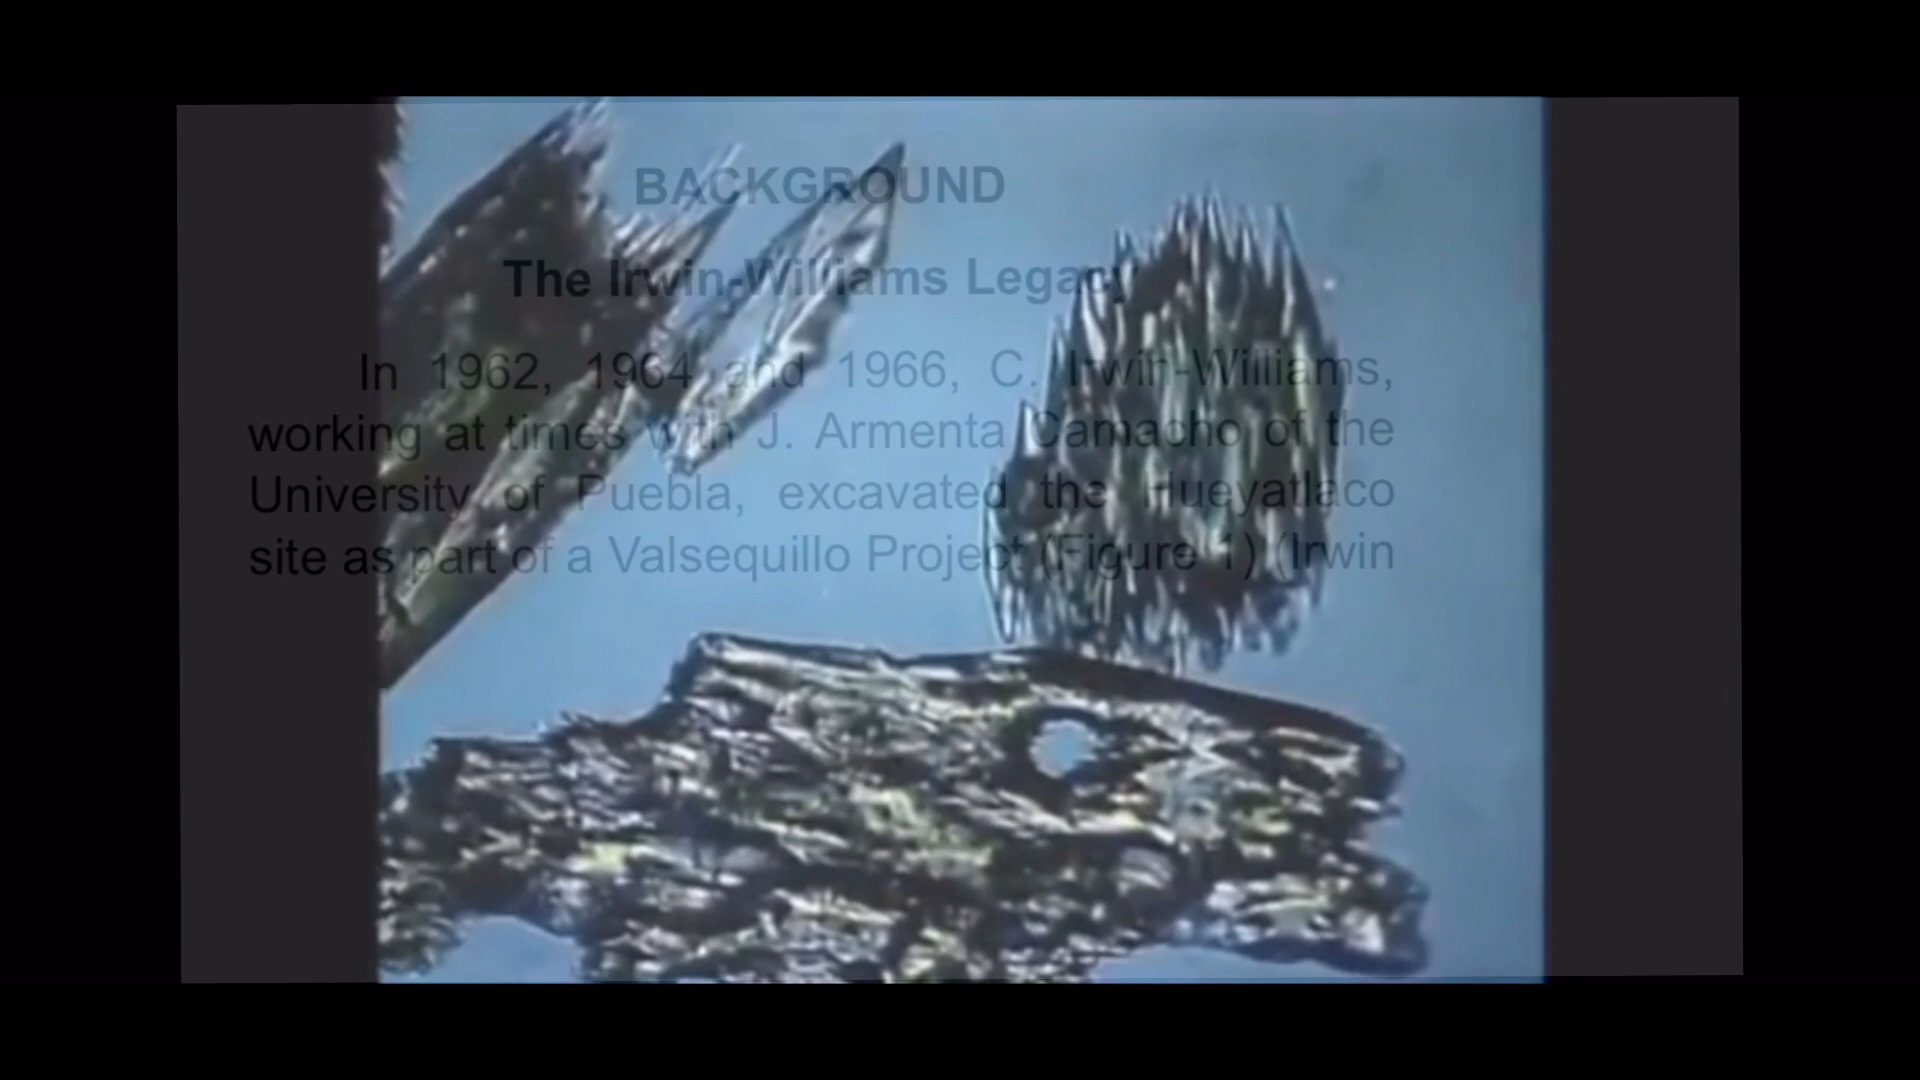 BACKGROUND
The Irwin-Williams Legacy
In 1962, 1964 and 1966, C. Irwin-Williams,
working at times with J. Armenta Camacho of the
University of Puebla, excavated the Hueyatlaco
site as part of a Valsequillo Project (Figure 1) (Irwin